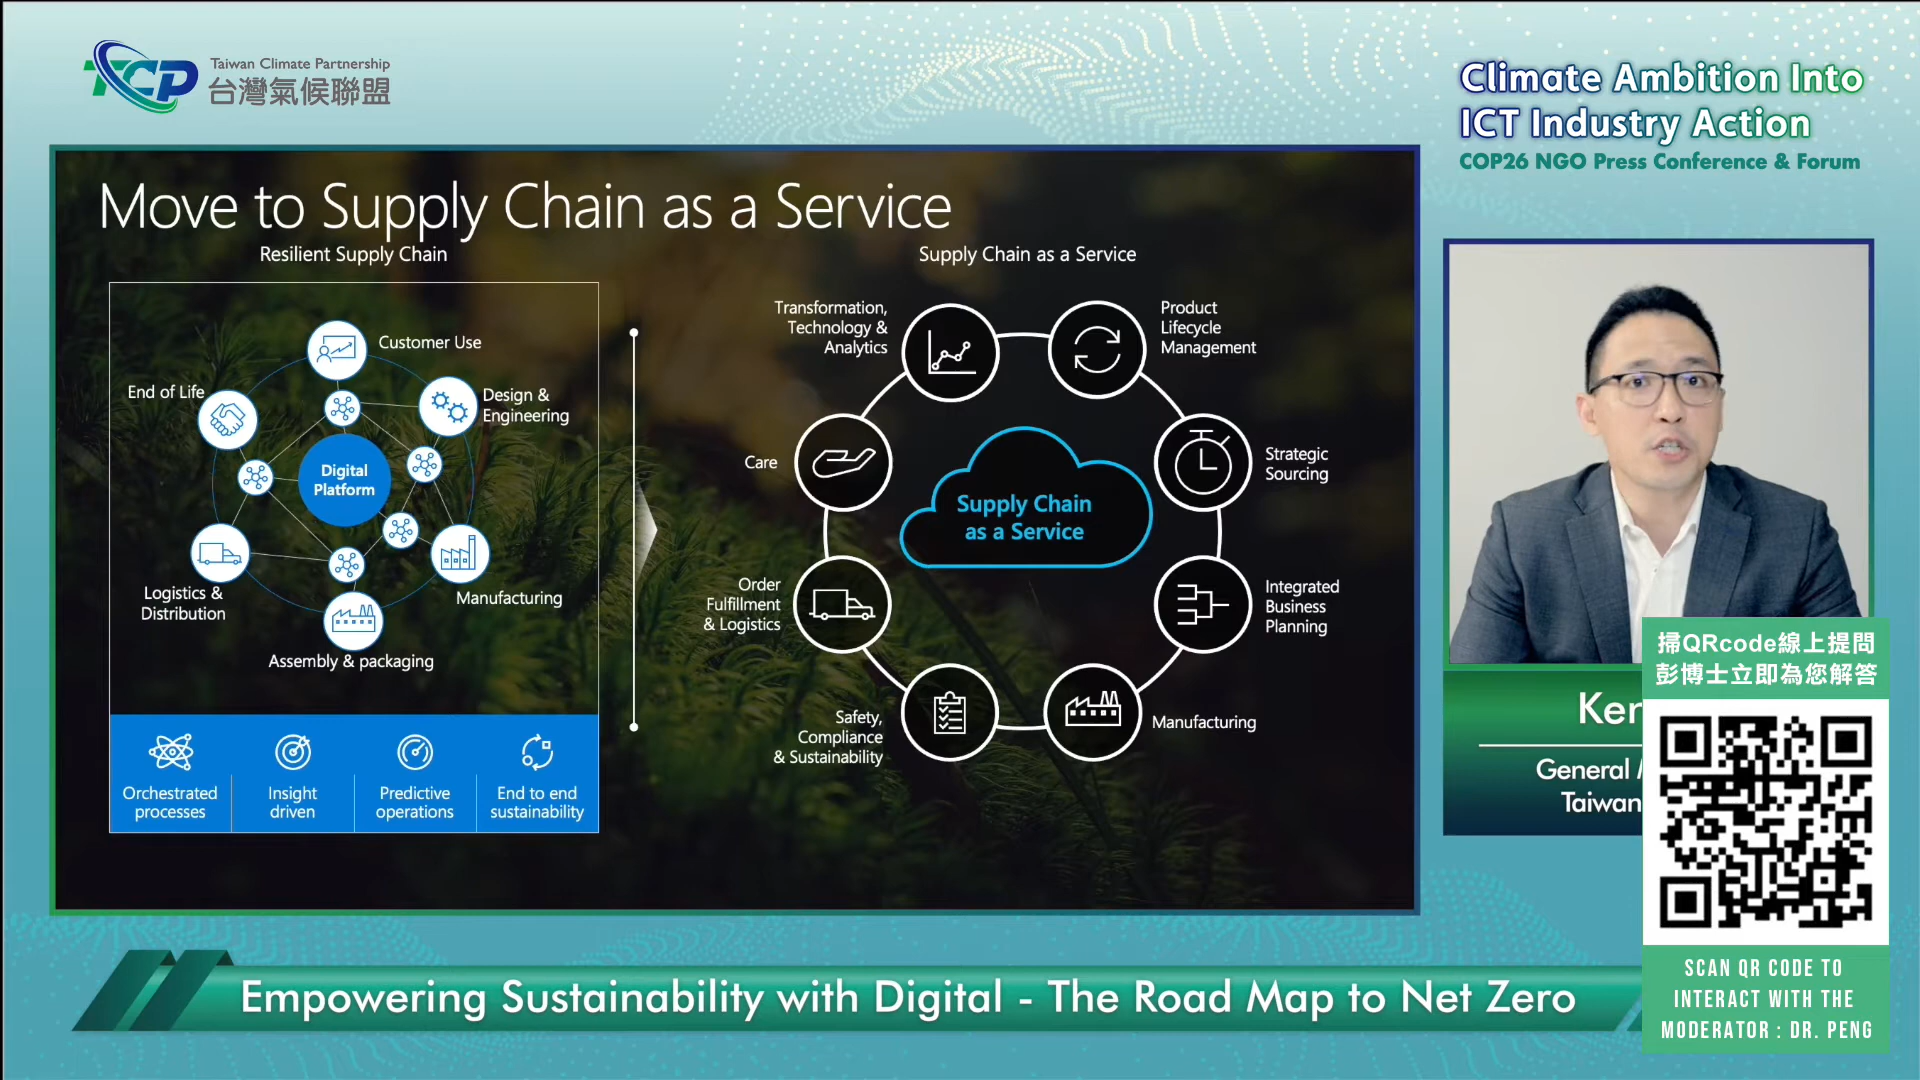 TCP
Taiwan Climate Partnership
台灣氣候聯盟
Climate Ambition Into
ICT Industry Action
COP26 NGO Press Conference & Forum
Move to Supply Chain as a Service
Resilient Supply Chain
Customer Use
End of Life
Design &
Engineering
Digital
Platform
Logistics &
Distribution
Manufacturing
Assembly & packaging
Orchestrated
processes
Insight
driven
Predictive
operations
End to end
sustainability
Supply Chain as a Service
Transformation,
Technology &
Analytics
Product
Lifecycle
Management
Care
Strategic
Sourcing
Supply Chain
as a Service
Order
Fulfillment
& Logistics
Integrated
Business
Planning
Safety,
Compliance
& Sustainability
Manufacturing
掃QRcode線上提問
彭博士立即為您解答
Ker
General
Taiwan
SCAN QR CODE TO
INTERACT WITH THE
MODERATOR : DR. PENG
Empowering Sustainability with Digital - The Road Map to Net Zero